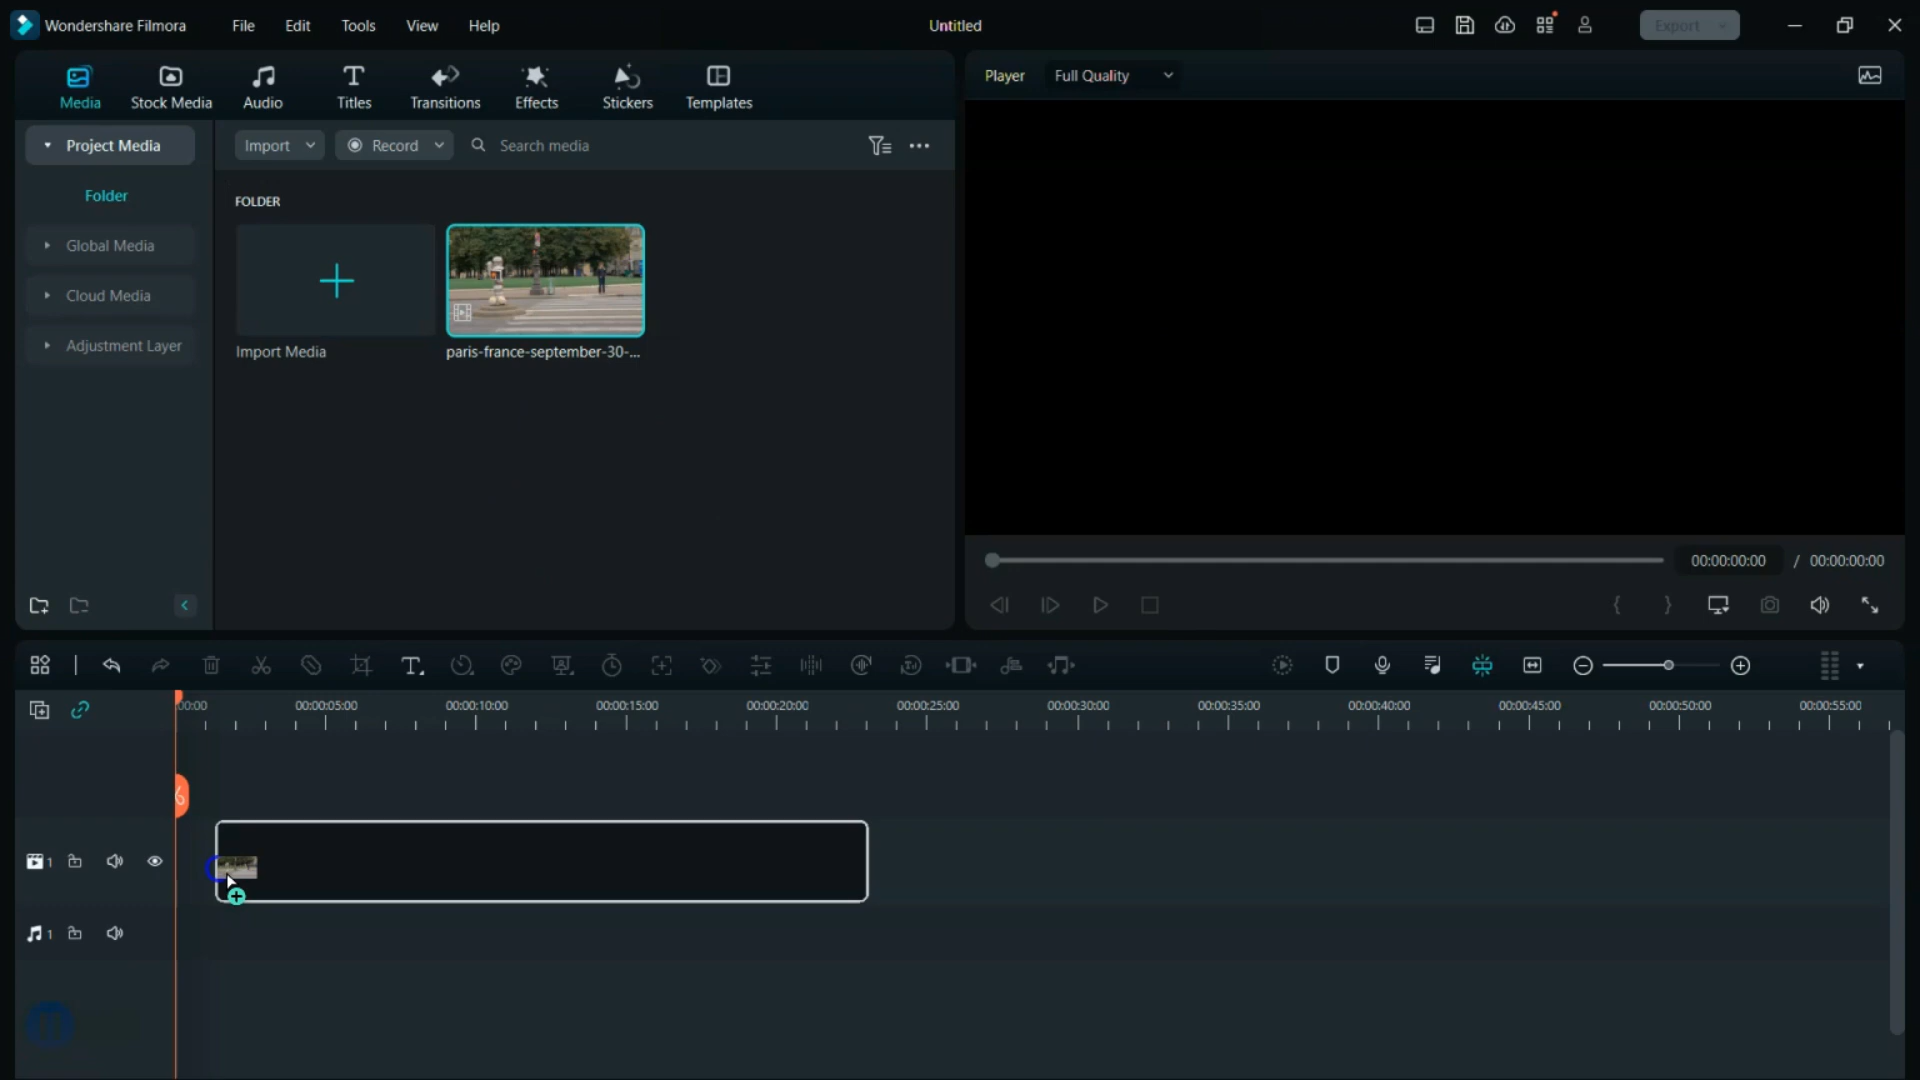 Wondershare Filmora File Edit Tools View Help Untitled Export
Media Stock Media Audio Titles Transitions Effects Stickers Templates
Player Full Quality
Project Media
Import Record Search media
Folder
FOLDER
Global Media
Cloud Media
Adjustment Layer
Import Media paris-france-september-30-...
00:00:00:00 / 00:00:00:00
00:00 00:00:05:00 00:00:10:00 00:00:15:00 00:00:20:00 00:00:25:00 00:00:30:00 00:00:35:00 00:00:40:00 00:00:45:00 00:00:50:00 00:00:55:00
1
1